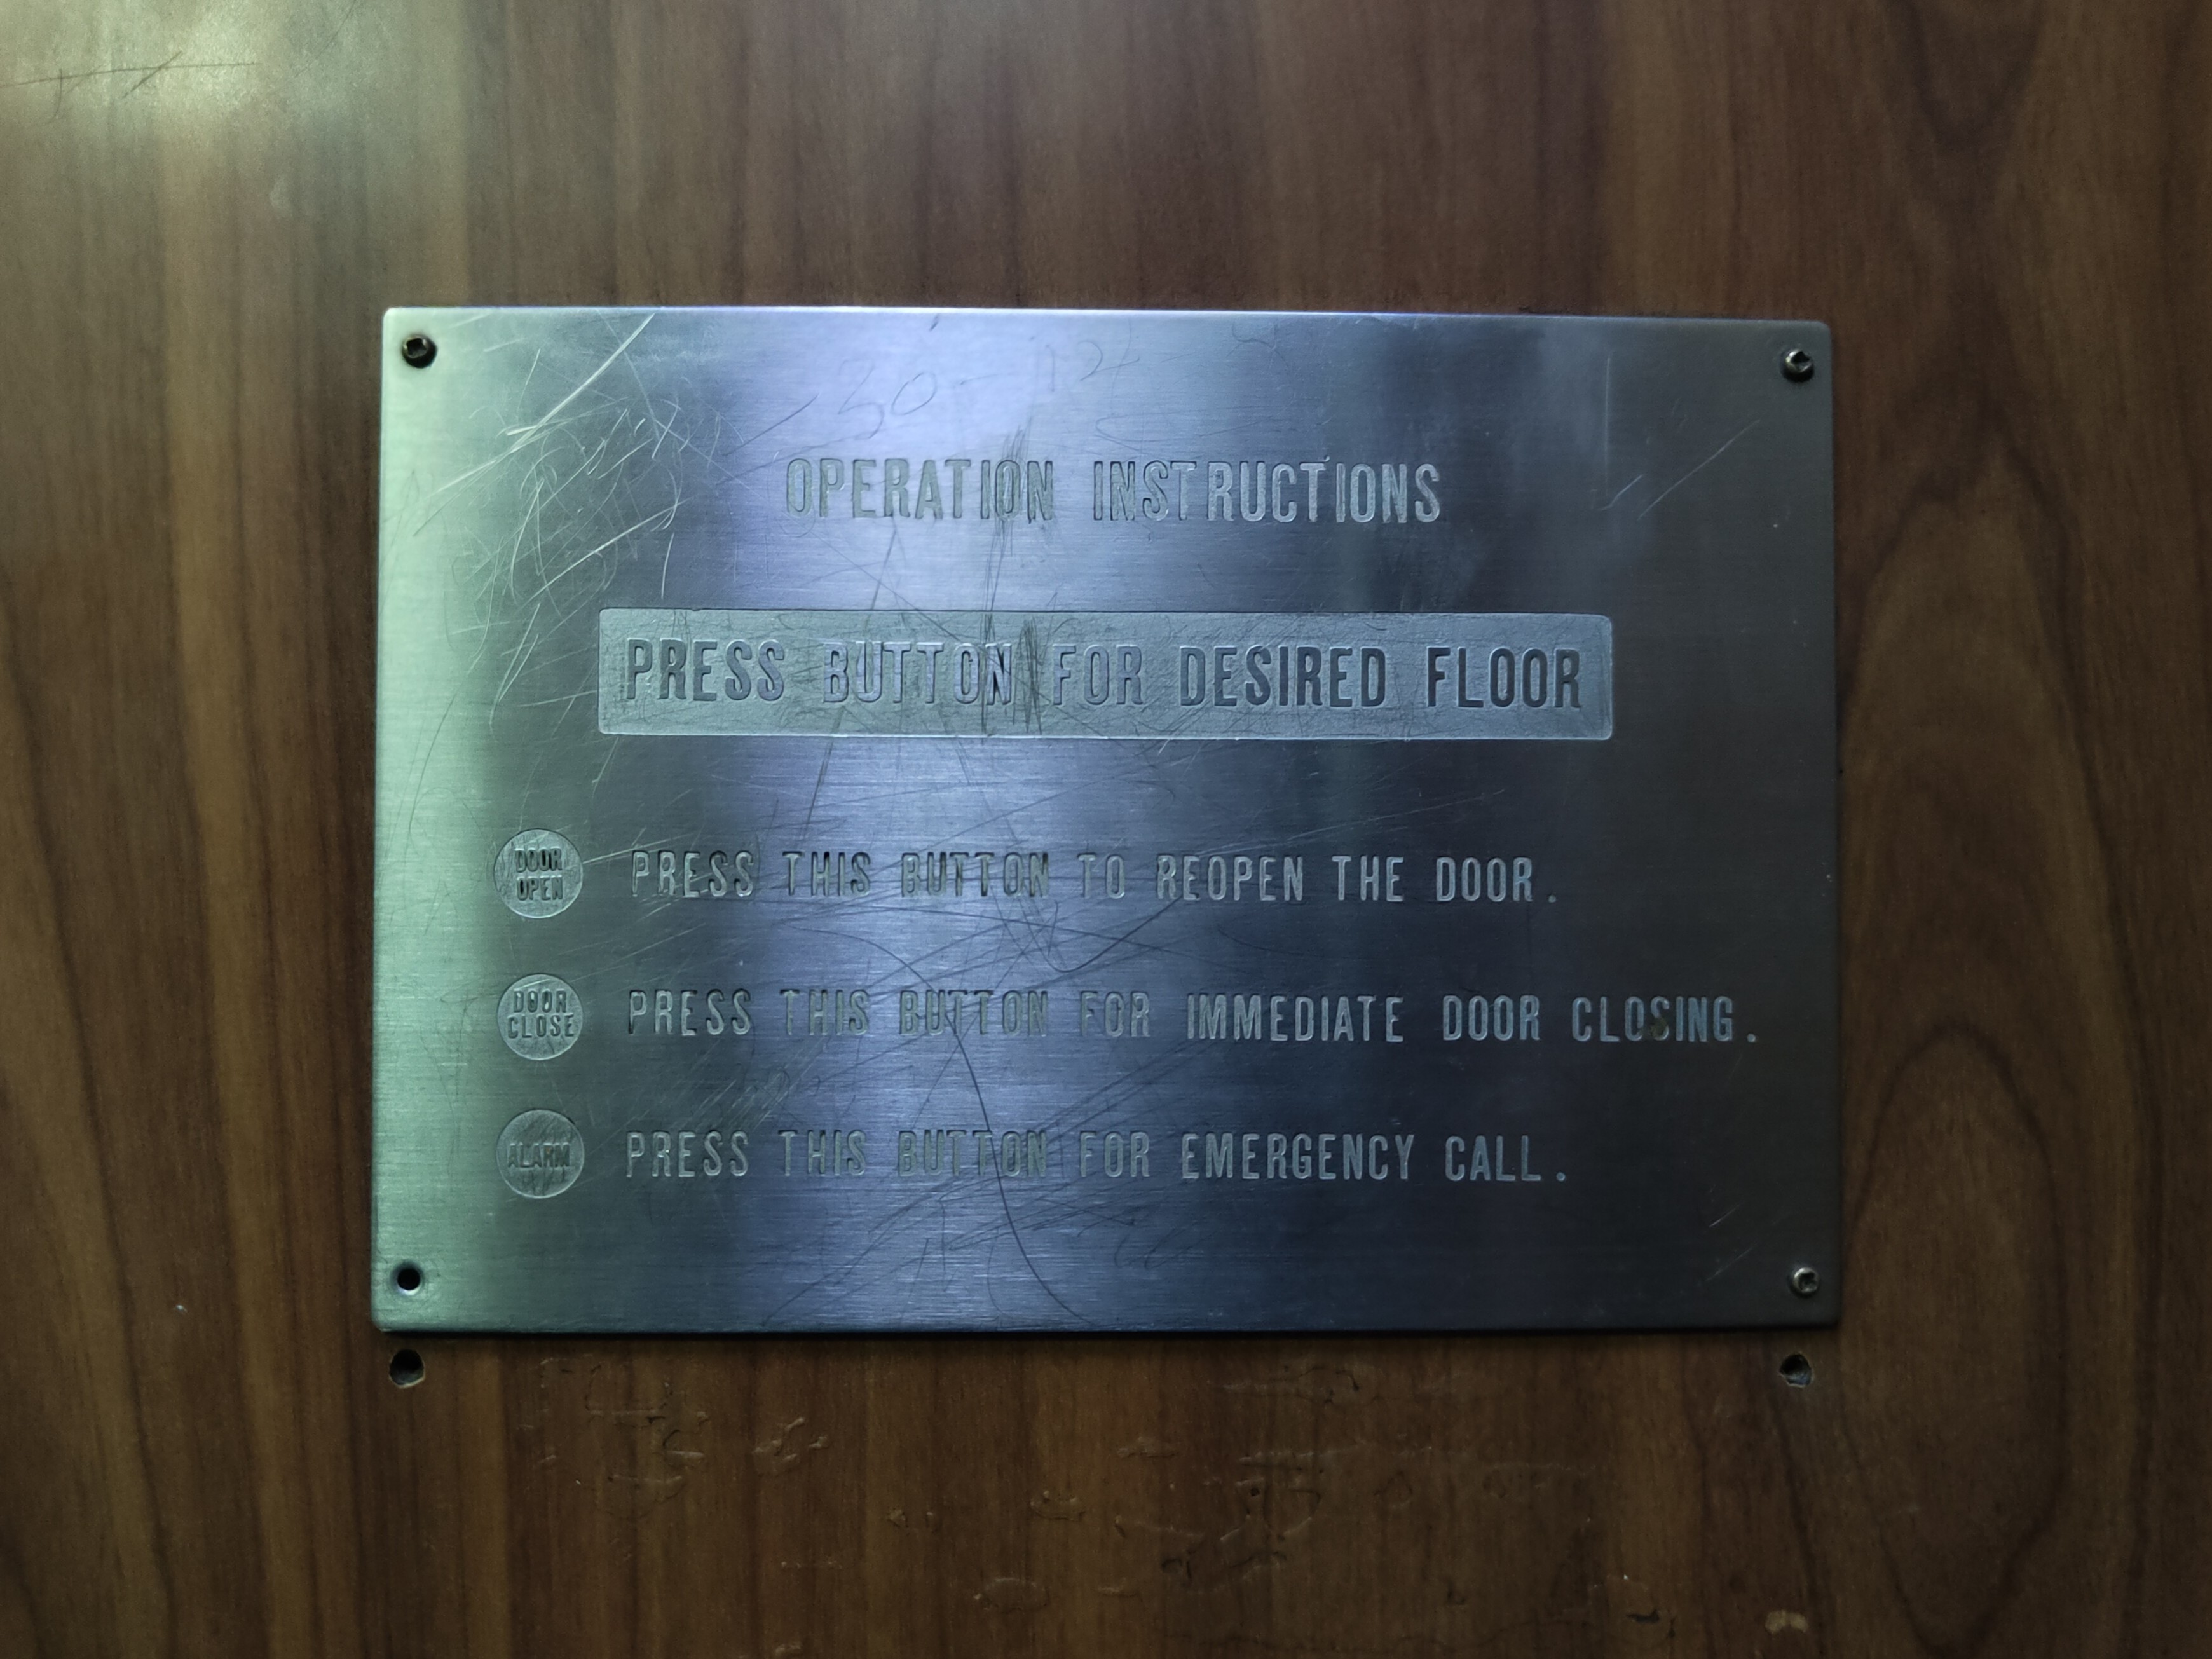 OPERATION INSTRUCTIONS
PRESS BUTTON FOR DESIRED FLOOR
DOOR OPEN PRESS THIS BUTTON TO REOPEN THE DOOR.
DOOR CLOSE PRESS THIS BUTTON FOR IMMEDIATE DOOR CLOSING.
ALARM PRESS THIS BUTTON FOR EMERGENCY CALL.